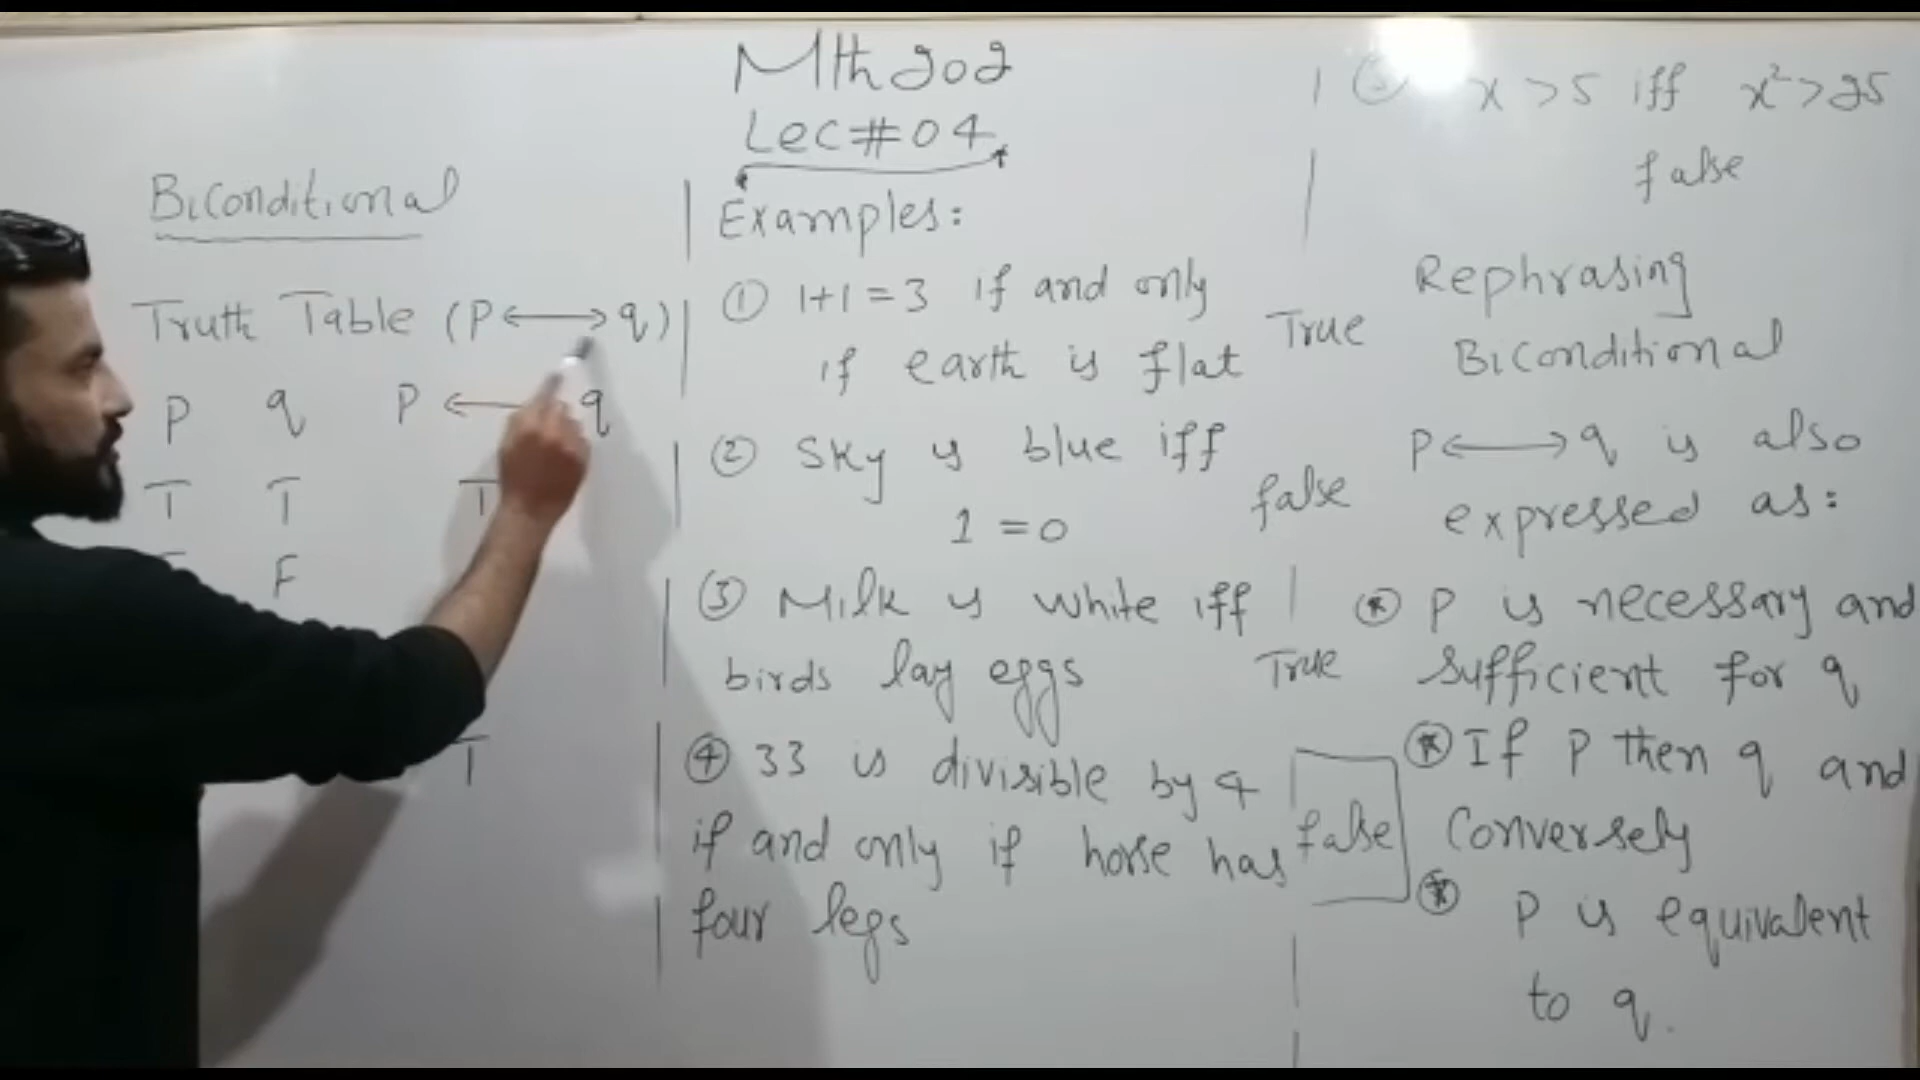 Mth202
Lec#04
Biconditional
Truth Table (P⟷q)
P q P ⟵ q
T T T
F
T
Examples:
① 1+1=3 if and only
if earth is flat True
② Sky is blue iff
1=0 false
③ Milk is white iff
birds lay eggs True
④ 33 is divisible by 4
if and only if horse has false
four legs
x>5 iff x²>25
false
Rephrasing
Biconditional
P⟷q is also
expressed as:
* P is necessary and
sufficient for q
* If P then q and
Conversely
* P is equivalent
to q.